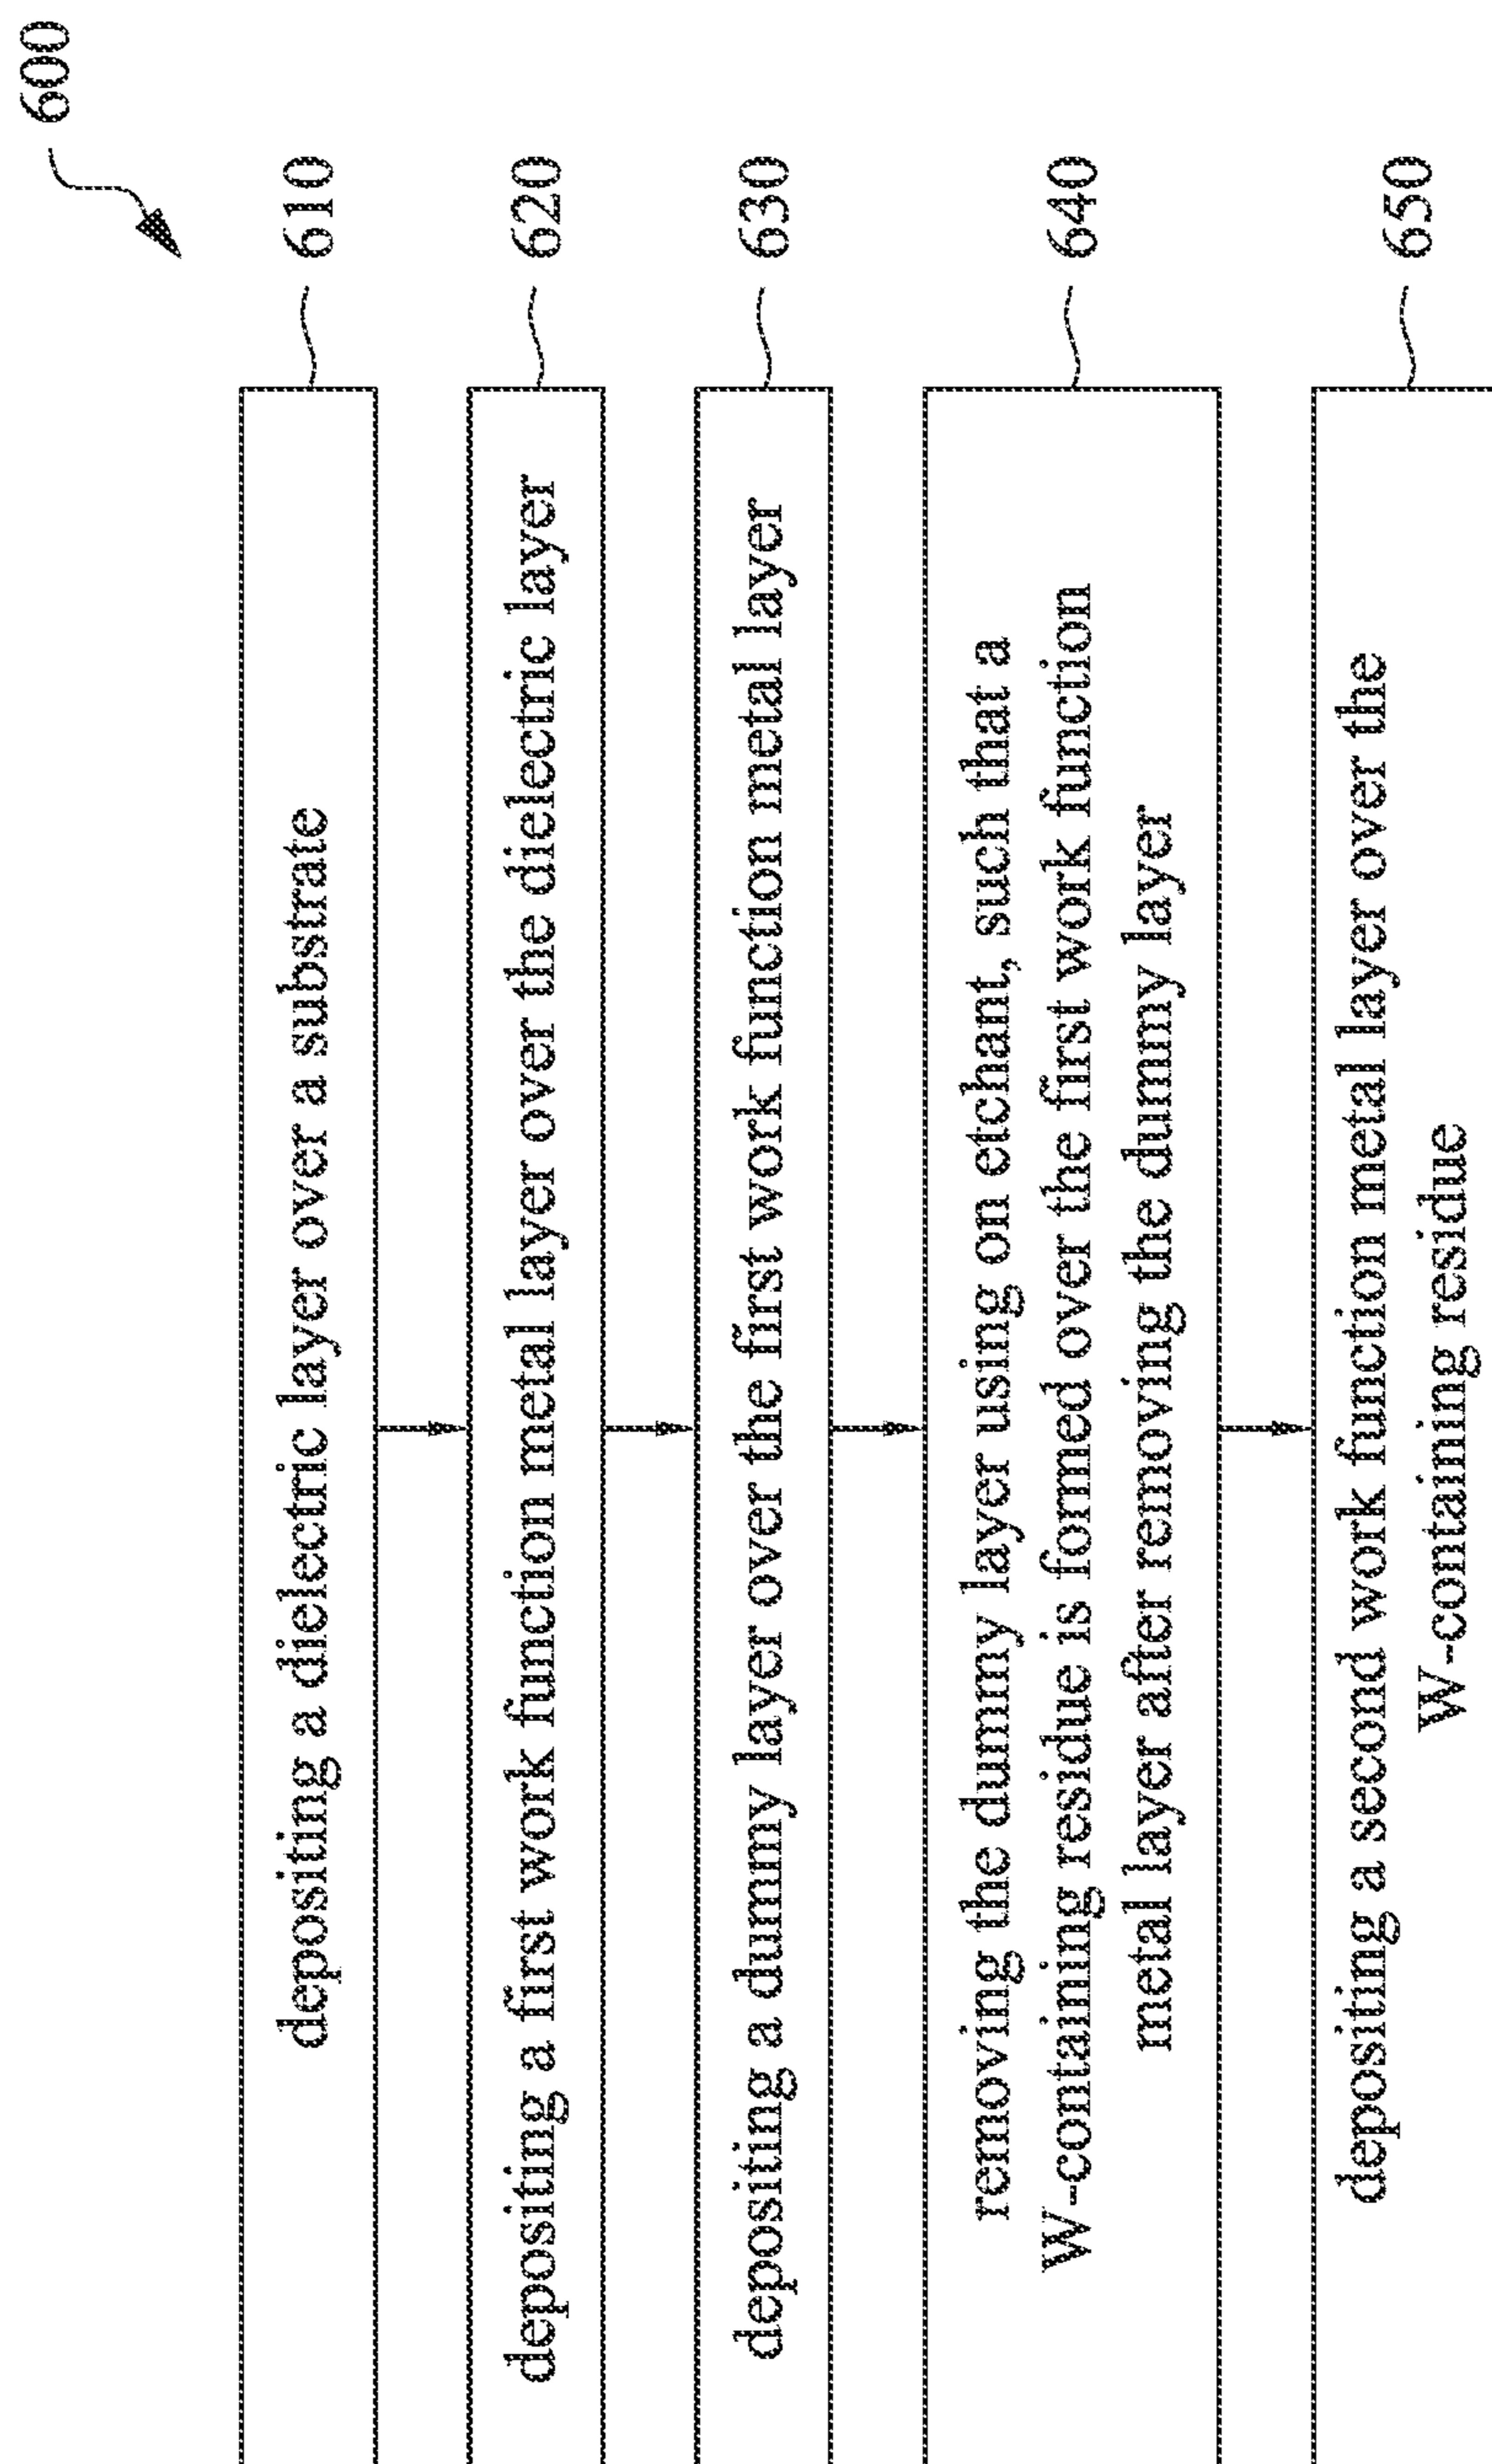 600
depositing a dielectric layer over a substrate
610
depositing a first work function metal layer over the dielectric layer
620
depositing a dummy layer over the first work function metal layer
630
removing the dummy layer using on etchant, such that a
W-containing residue is formed over the first work function
metal layer after removing the dummy layer
640
depositing a second work function metal layer over the
W-containing residue
650